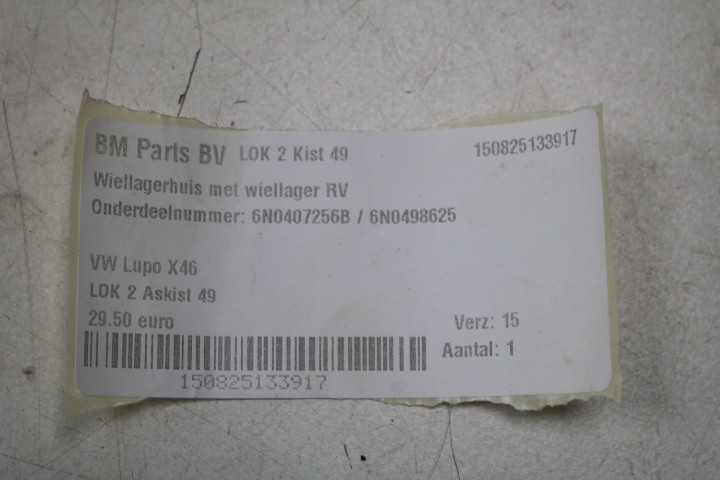 BM Parts BV LOK 2 Kist 49 150825133917
Wiellagerhuis met wiellager RV
Onderdeelnummer: 6N0407256B / 6N0498625
VW Lupo X46
LOK 2 Askist 49
29.50 euro Verz: 15
Aantal: 1
150825133917